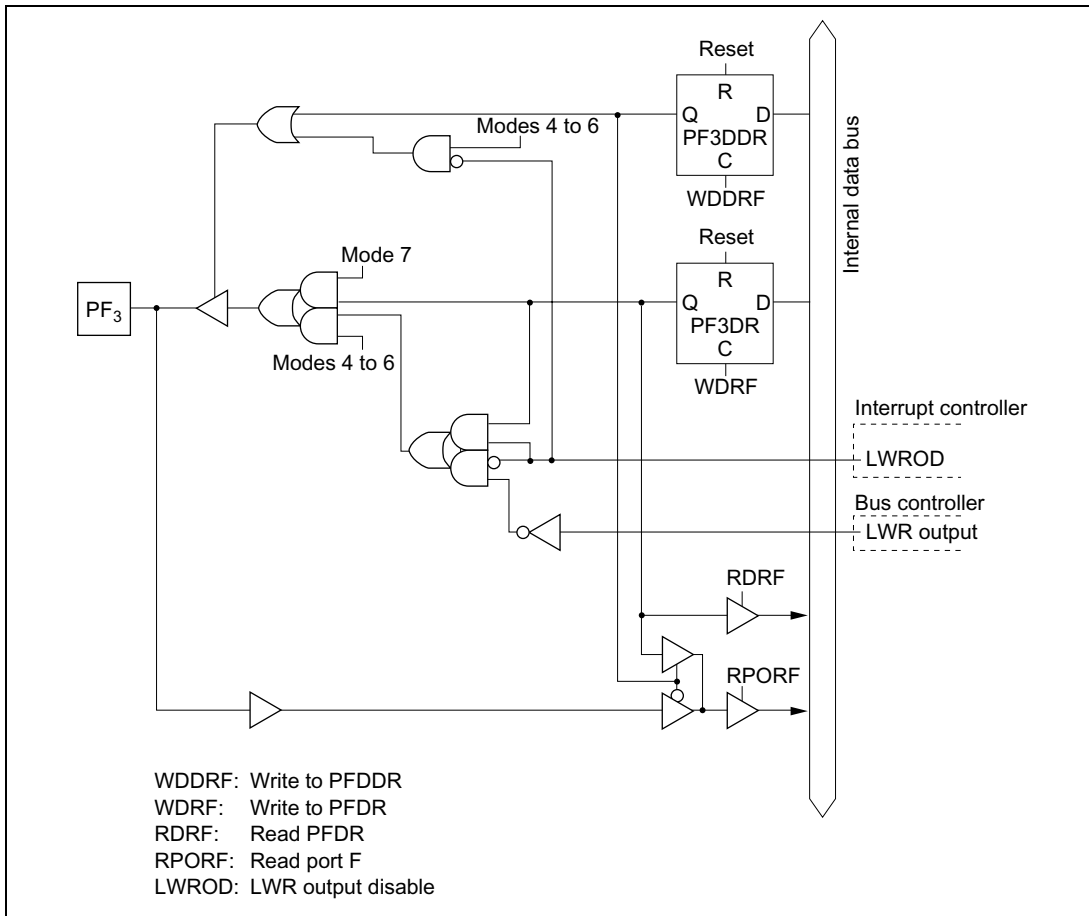 Reset
R
Q D
PF3DDR
C
WDDRF
Modes 4 to 6
Internal data bus
Reset
R
Q D
PF3DR
C
WDRF
Mode 7
PF3
Modes 4 to 6
Interrupt controller
LWROD
Bus controller
LWR output
RDRF
RPORF
WDDRF: Write to PFDDR
WDRF: Write to PFDR
RDRF: Read PFDR
RPORF: Read port F
LWROD: LWR output disable